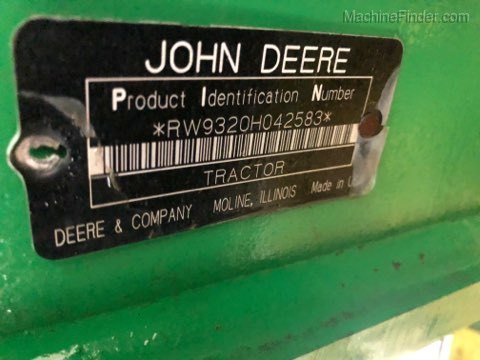 MachineFinder.com
JOHN DEERE
Product Identification Number
*RW9320H042583*
TRACTOR
DEERE & COMPANY MOLINE, ILLINOIS Made in U